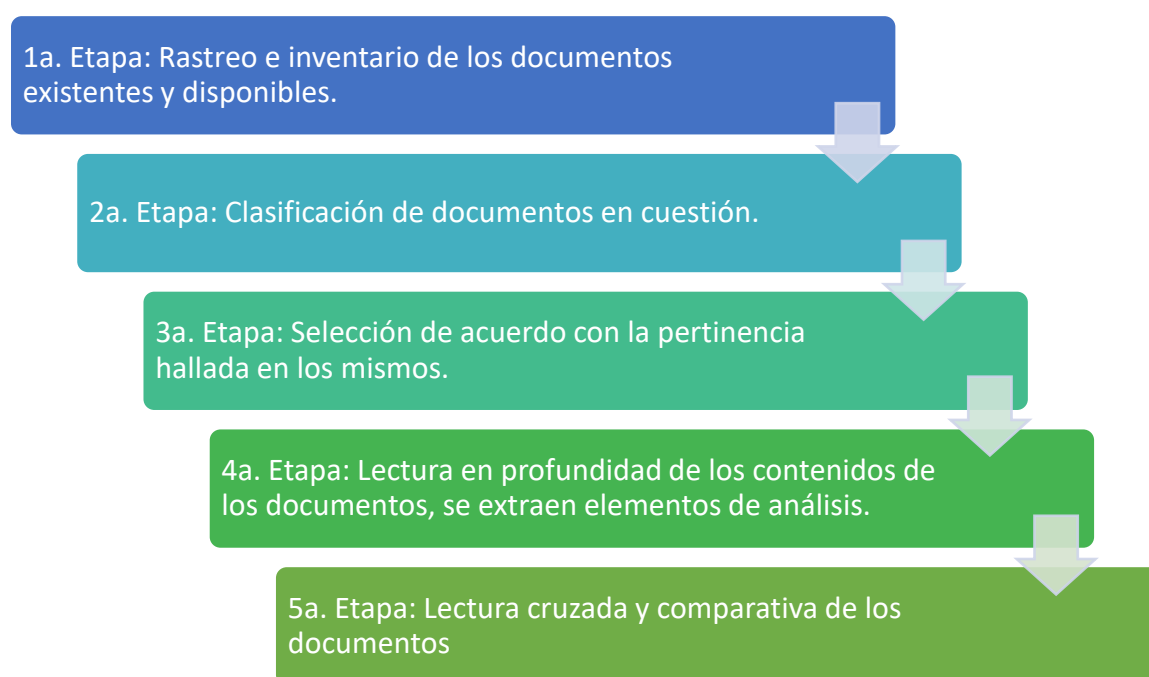 1a. Etapa: Rastreo e inventario de los documentos
existentes y disponibles.
2a. Etapa: Clasificación de documentos en cuestión.
3a. Etapa: Selección de acuerdo con la pertinencia
hallada en los mismos.
4a. Etapa: Lectura en profundidad de los contenidos de
los documentos, se extraen elementos de análisis.
5a. Etapa: Lectura cruzada y comparativa de los
documentos